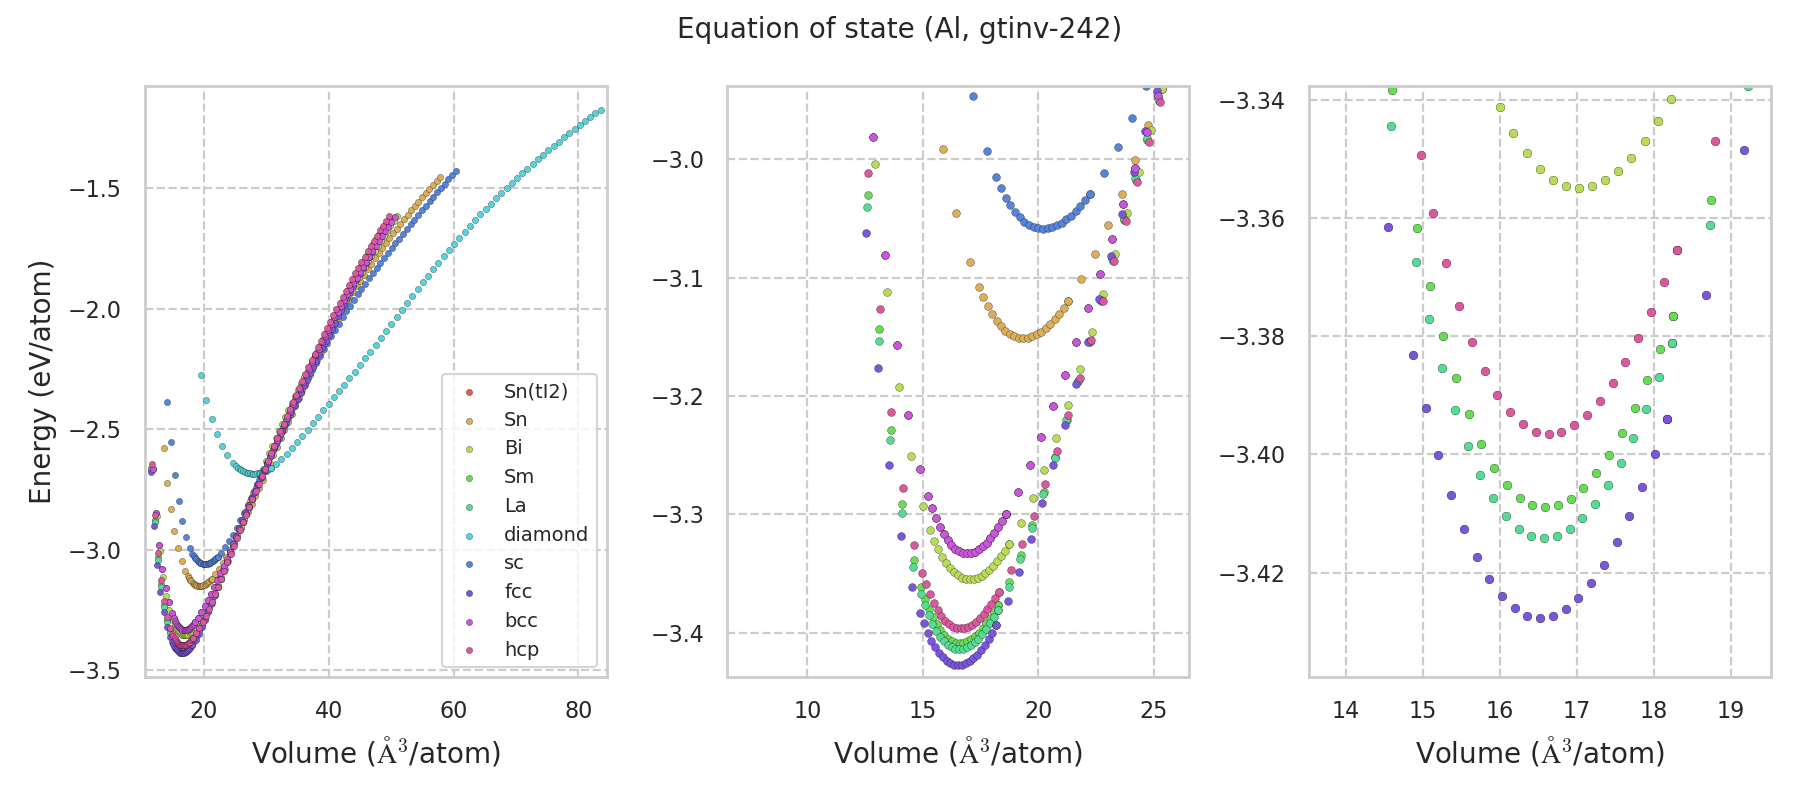 Equation of state (Al, gtinv-242)
Energy (eV/atom)
−1.5
−2.0
−2.5
−3.0
−3.5
20 40 60 80
Volume (Å³/atom)
Sn(tI2)
Sn
Bi
Sm
La
diamond
sc
fcc
bcc
hcp
−3.0
−3.1
−3.2
−3.3
−3.4
10 15 20 25
Volume (Å³/atom)
−3.34
−3.36
−3.38
−3.40
−3.42
14 15 16 17 18 19
Volume (Å³/atom)